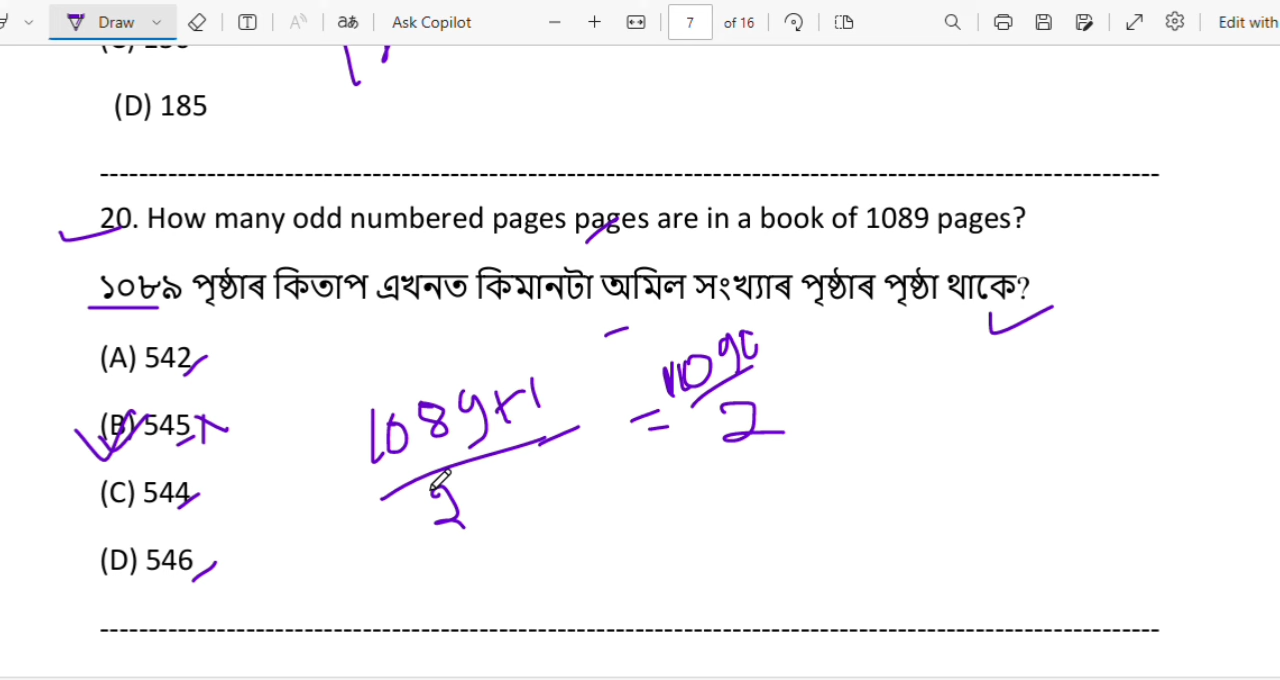 Draw Ask Copilot 7 of 16 Edit with
(D) 185
20. How many odd numbered pages pages are in a book of 1089 pages?
১০৮৯ পৃষ্ঠাৰ কিতাপ এখনত কিমানটা অমিল সংখ্যাৰ পৃষ্ঠাৰ পৃষ্ঠা থাকে?
(A) 542
(B) 545
(C) 544
(D) 546
1089+1
2
=
2